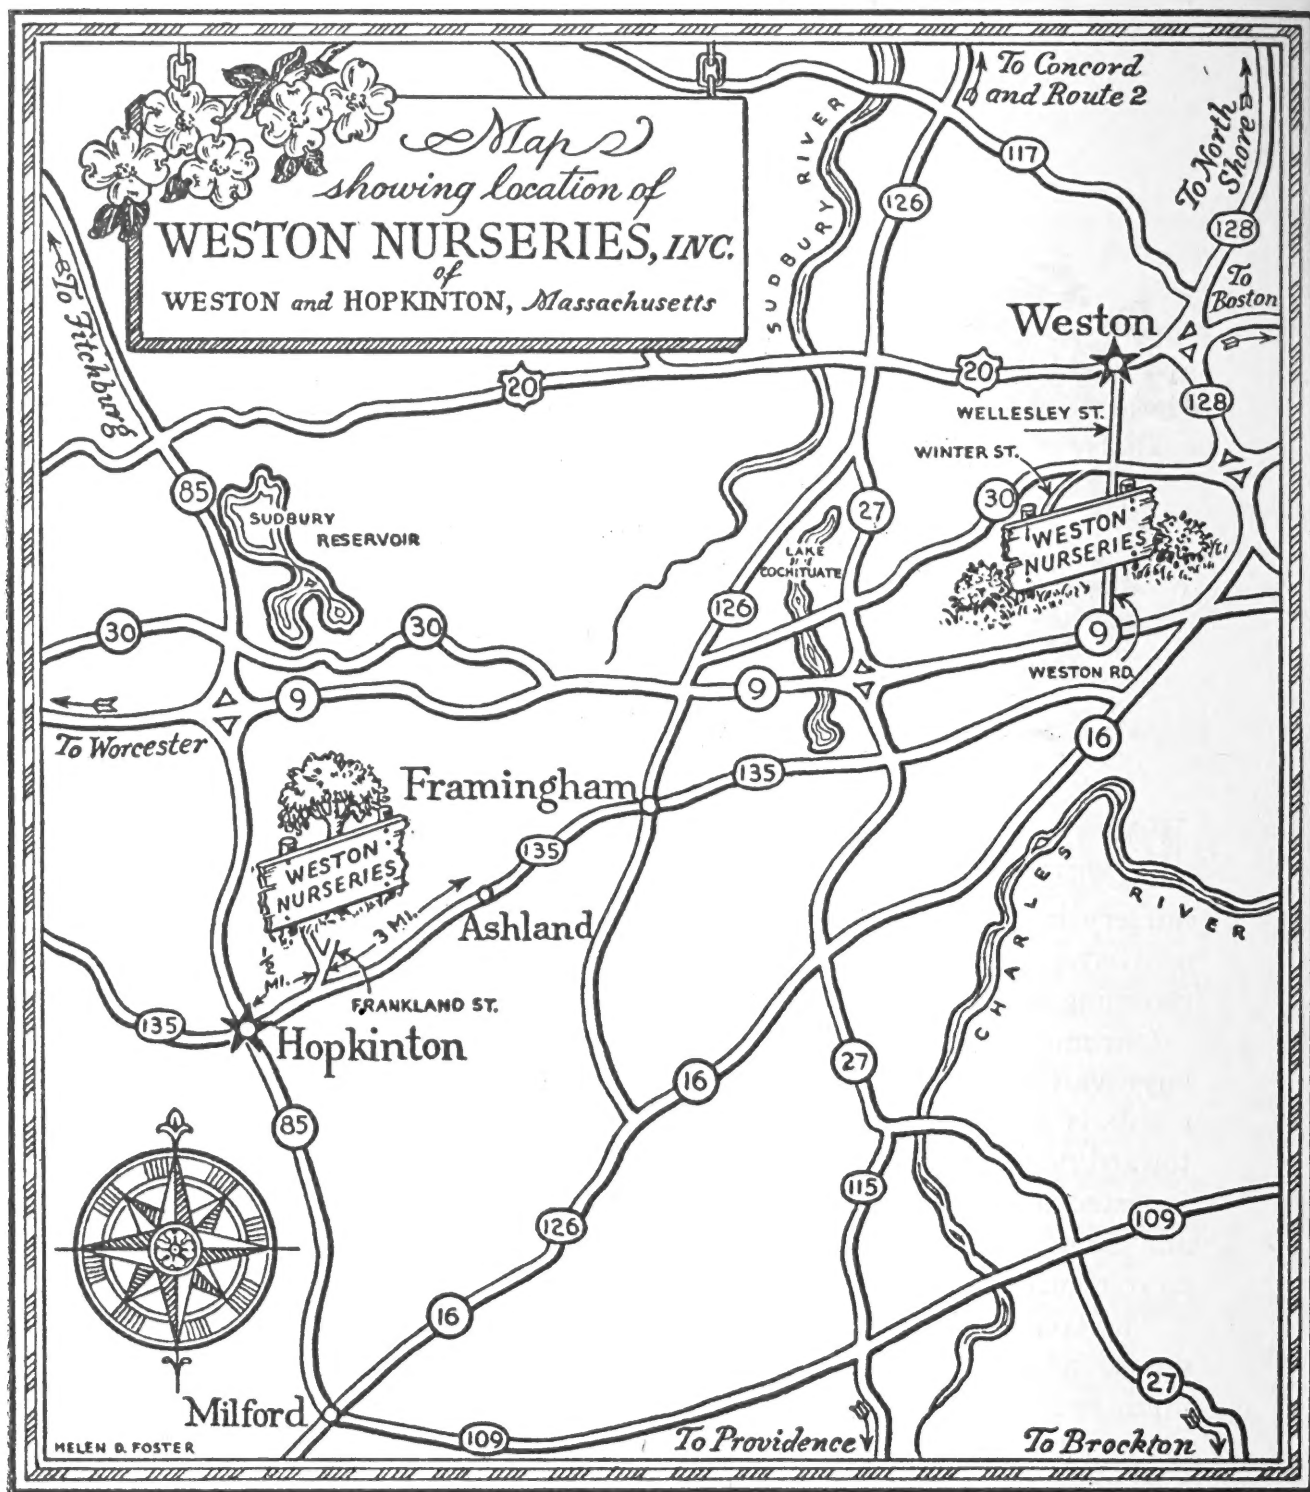 Map
showing location of
WESTON NURSERIES, INC.
of
WESTON and HOPKINTON, Massachusetts
To Concord
and Route 2
To North
Shore
117
126
128
SUDBURY RIVER
To
Boston
To Fitchburg
Weston
20
20
128
WELLESLEY ST.
WINTER ST.
85
30
27
SUDBURY
RESERVOIR
WESTON
NURSERIES
LAKE
COCHITUATE
126
30
30
9
WESTON RD.
9
9
To Worcester
16
Framingham
135
135
WESTON
NURSERIES
CHARLES RIVER
3 MI.
Ashland
1/2
MI.
FRANKLAND ST.
135
Hopkinton
27
16
85
115
109
126
16
27
Milford
109
To Providence
To Brockton
HELEN D. FOSTER